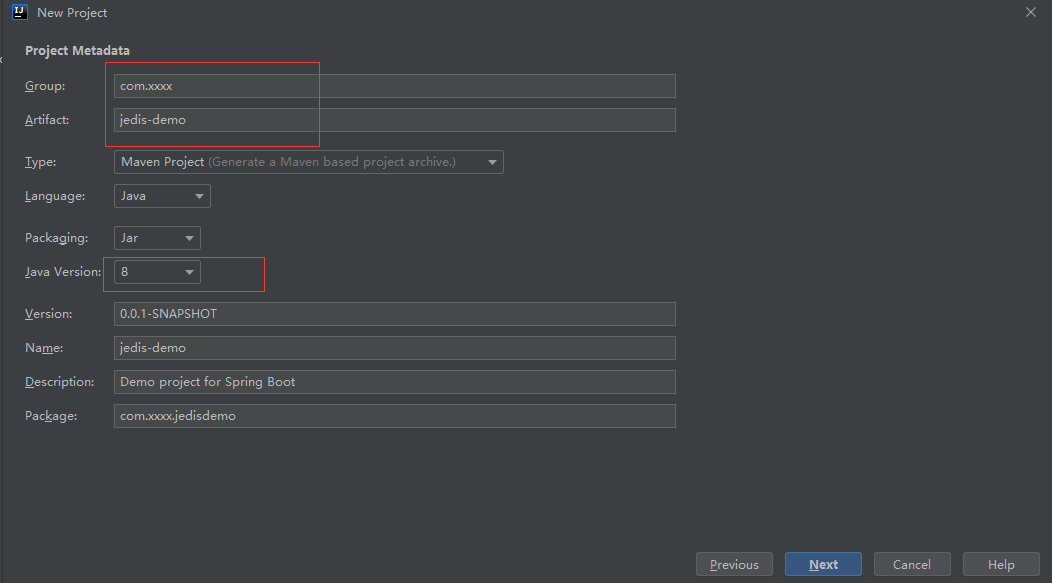 IJ New Project
Project Metadata
Group: com.xxxx
Artifact: jedis-demo
Type: Maven Project (Generate a Maven based project archive.)
Language: Java
Packaging: Jar
Java Version: 8
Version: 0.0.1-SNAPSHOT
Name: jedis-demo
Description: Demo project for Spring Boot
Package: com.xxxx.jedisdemo
Previous Next Cancel Help